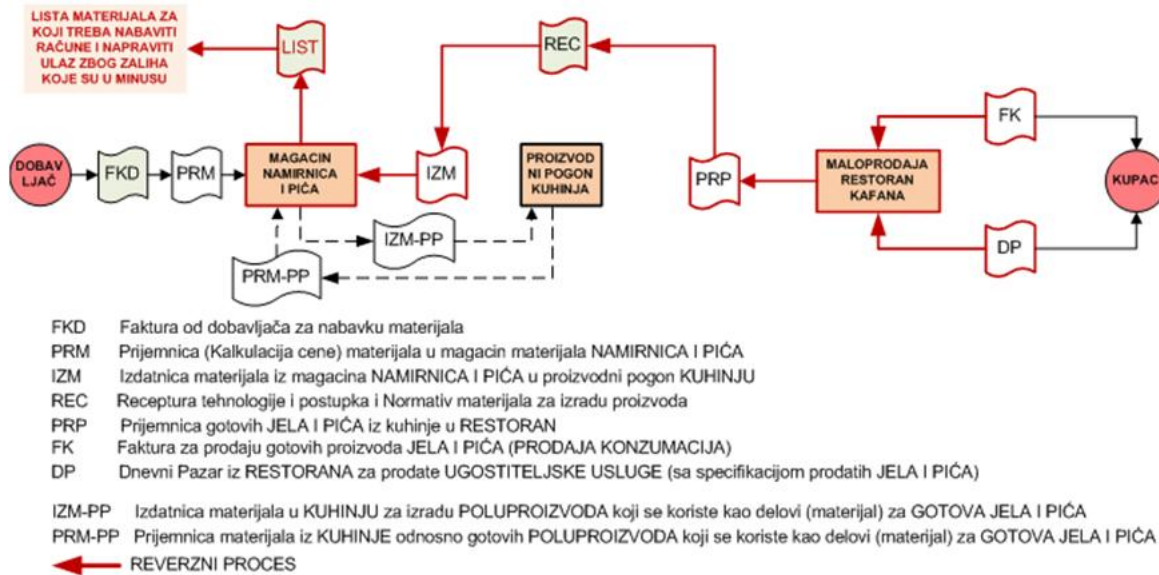 LISTA MATERIJALA ZA
KOJI TREBA NABAVITI
RAČUNE I NAPRAVITI
ULAZ ZBOG ZALIHA
KOJE SU U MINUSU
LIST
REC
FK
DOBAV
LJAČ
FKD
PRM
MAGACIN
NAMIRNICA
I PIĆA
IZM
PROIZVOD
NI POGON
KUHINJA
PRP
MALOPRODAJA
RESTORAN
KAFANA
KUPAC
IZM-PP
PRM-PP
DP
FKD Faktura od dobavljača za nabavku materijala
PRM Prijemnica (Kalkulacija cene) materijala u magacin materijala NAMIRNICA I PIĆA
IZM Izdatnica materijala iz magacina NAMIRNICA I PIĆA u proizvodni pogon KUHINJU
REC Receptura tehnologije i postupka i Normativ materijala za izradu proizvoda
PRP Prijemnica gotovih JELA I PIĆA iz kuhinje u RESTORAN
FK Faktura za prodaju gotovih proizvoda JELA I PIĆA (PRODAJA KONZUMACIJA)
DP Dnevni Pazar iz RESTORANA za prodate UGOSTITELJSKE USLUGE (sa specifikacijom prodatih JELA I PIĆA)
IZM-PP Izdatnica materijala u KUHINJU za izradu POLUPROIZVODA koji se koriste kao delovi (materijal) za GOTOVA JELA I PIĆA
PRM-PP Prijemnica materijala iz KUHINJE odnosno gotovih POLUPROIZVODA koji se koriste kao delovi (materijal) za GOTOVA JELA I PIĆA
REVERZNI PROCES